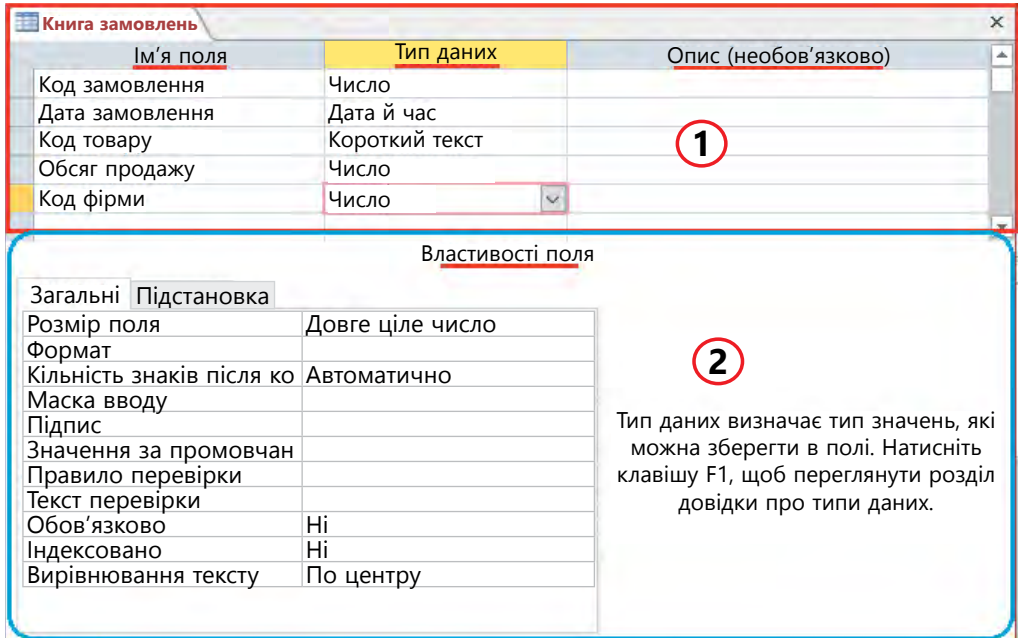 Книга замовлень
Ім’я поля Тип даних Опис (необов’язково)
Код замовлення Число
Дата замовлення Дата й час
Код товару Короткий текст
Обсяг продажу Число
Код фірми Число
1
Властивості поля
Загальні Підстановка
Розмір поля Довге ціле число
Формат
Кількість знаків після ко Автоматично
Маска вводу
Підпис
Значення за промовчан
Правило перевірки
Текст перевірки
Обов’язково Ні
Індексовано Ні
Вирівнювання тексту По центру
2
Тип даних визначає тип значень, які
можна зберегти в полі. Натисніть
клавішу F1, щоб переглянути розділ
довідки про типи даних.